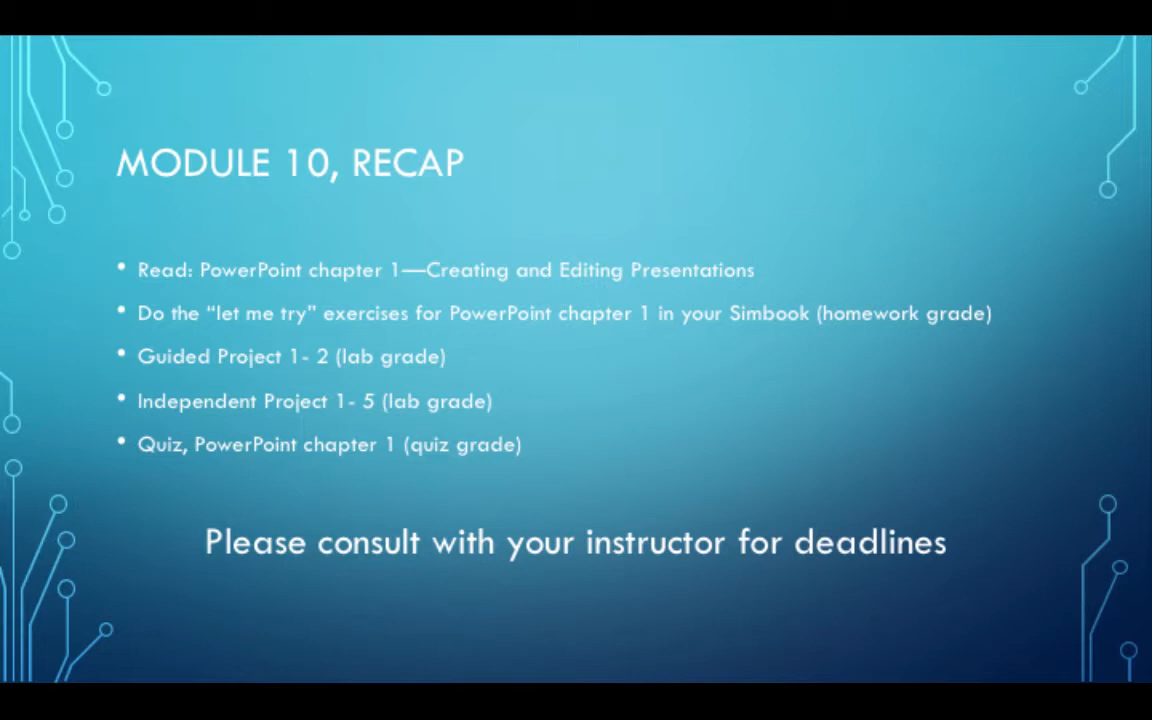 MODULE 10, RECAP
• Read: PowerPoint chapter 1—Creating and Editing Presentations
• Do the “let me try” exercises for PowerPoint chapter 1 in your Simbook (homework grade)
• Guided Project 1- 2 (lab grade)
• Independent Project 1- 5 (lab grade)
• Quiz, PowerPoint chapter 1 (quiz grade)
Please consult with your instructor for deadlines